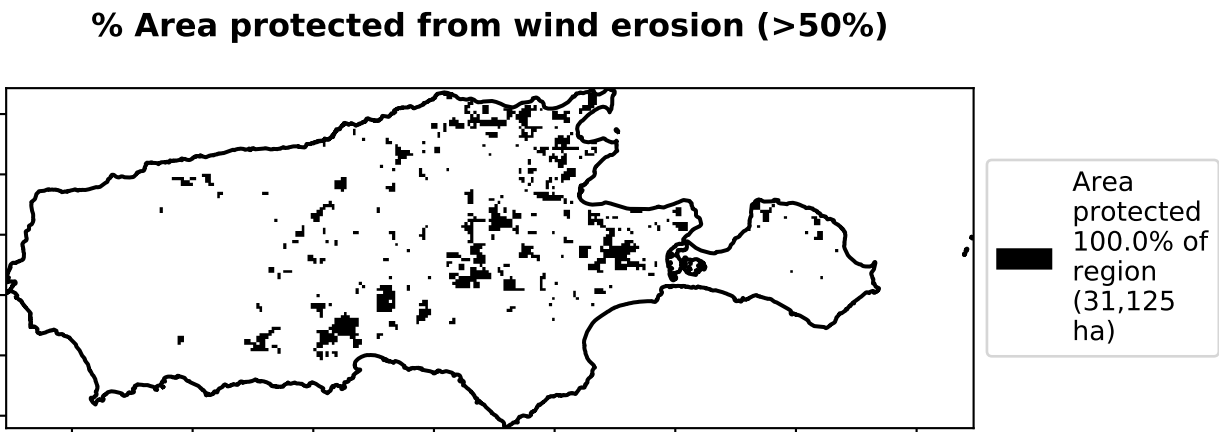 % Area protected from wind erosion (>50%)
Area
protected
100.0% of
region
(31,125
ha)